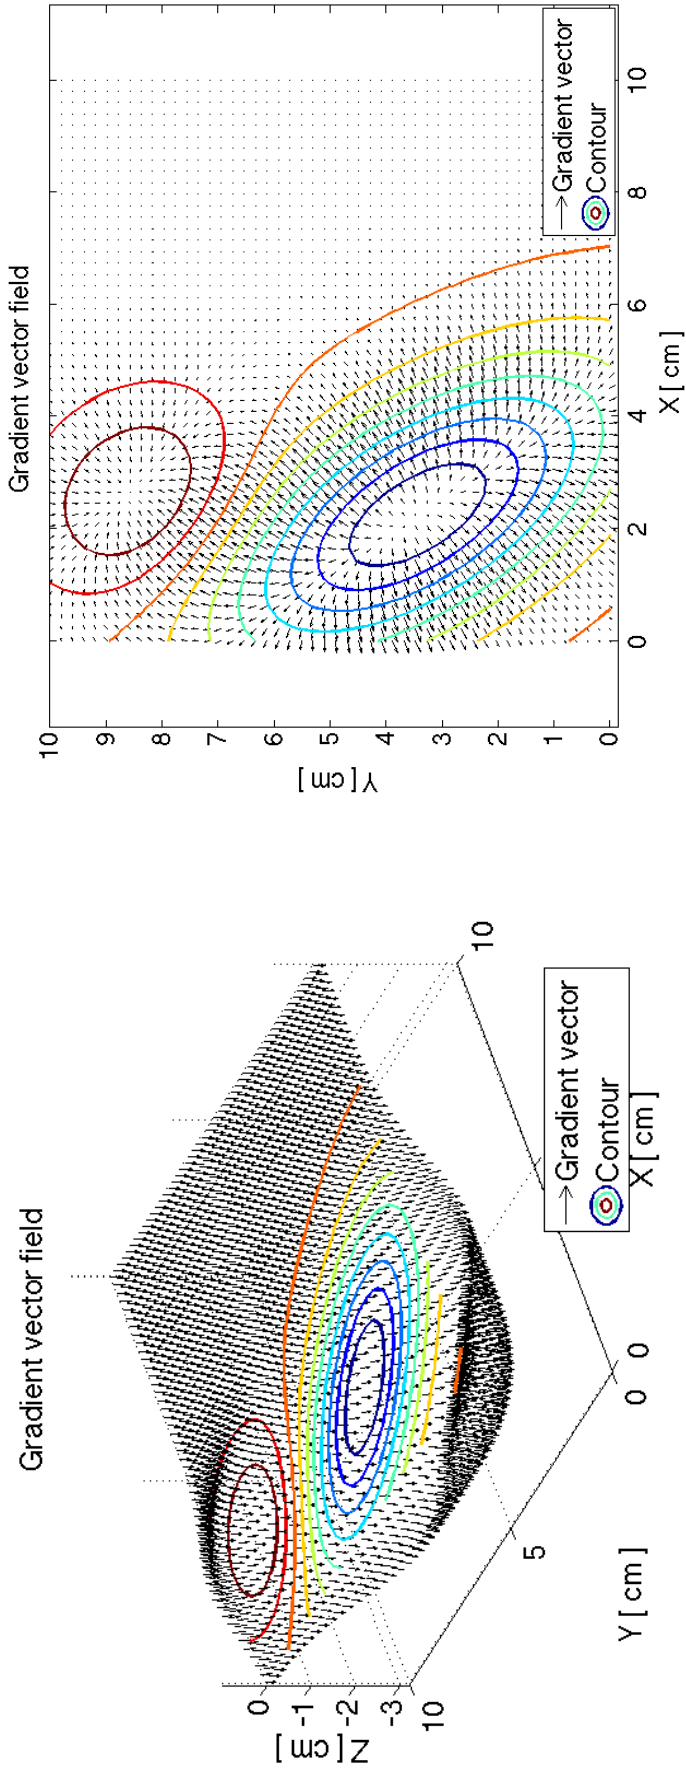 Gradient vector field
10
9
8
7
6
5
4
3
2
1
0
Y [ cm ]
0
2
4
6
8
10
X [ cm ]
Gradient vector
Contour
Gradient vector field
0
-1
-2
-3
Z [ cm ]
10
5
0
Y [ cm ]
0
10
X [ cm ]
Gradient vector
Contour